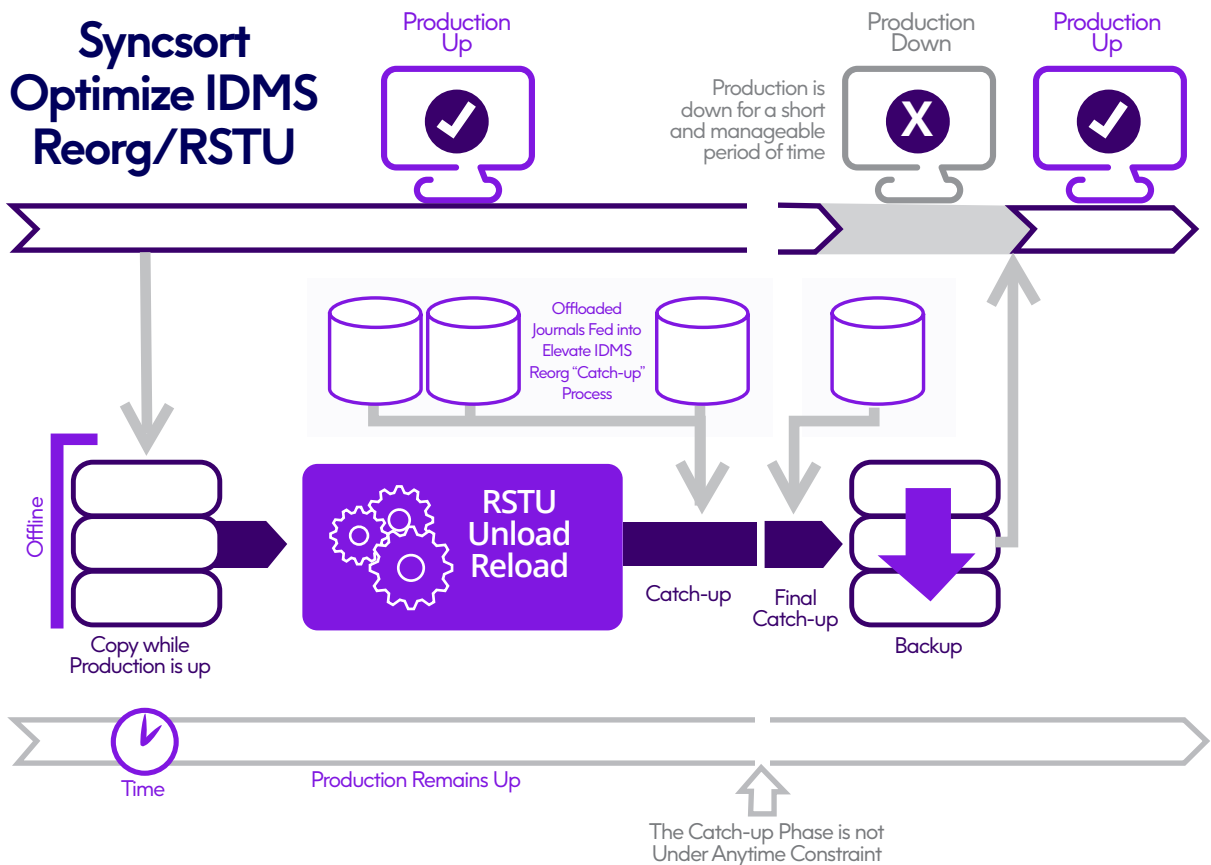 Syncsort
Optimize IDMS
Reorg/RSTU
Production
Up
Production
Down
Production is
down for a short
and manageable
period of time
X
Production
Up
Offloaded
Journals Fed into
Elevate IDMS
Reorg “Catch-up”
Process
Offline
RSTU
Unload
Reload
Copy while
Production is up
Catch-up
Final
Catch-up
Backup
Time
Production Remains Up
The Catch-up Phase is not
Under Anytime Constraint